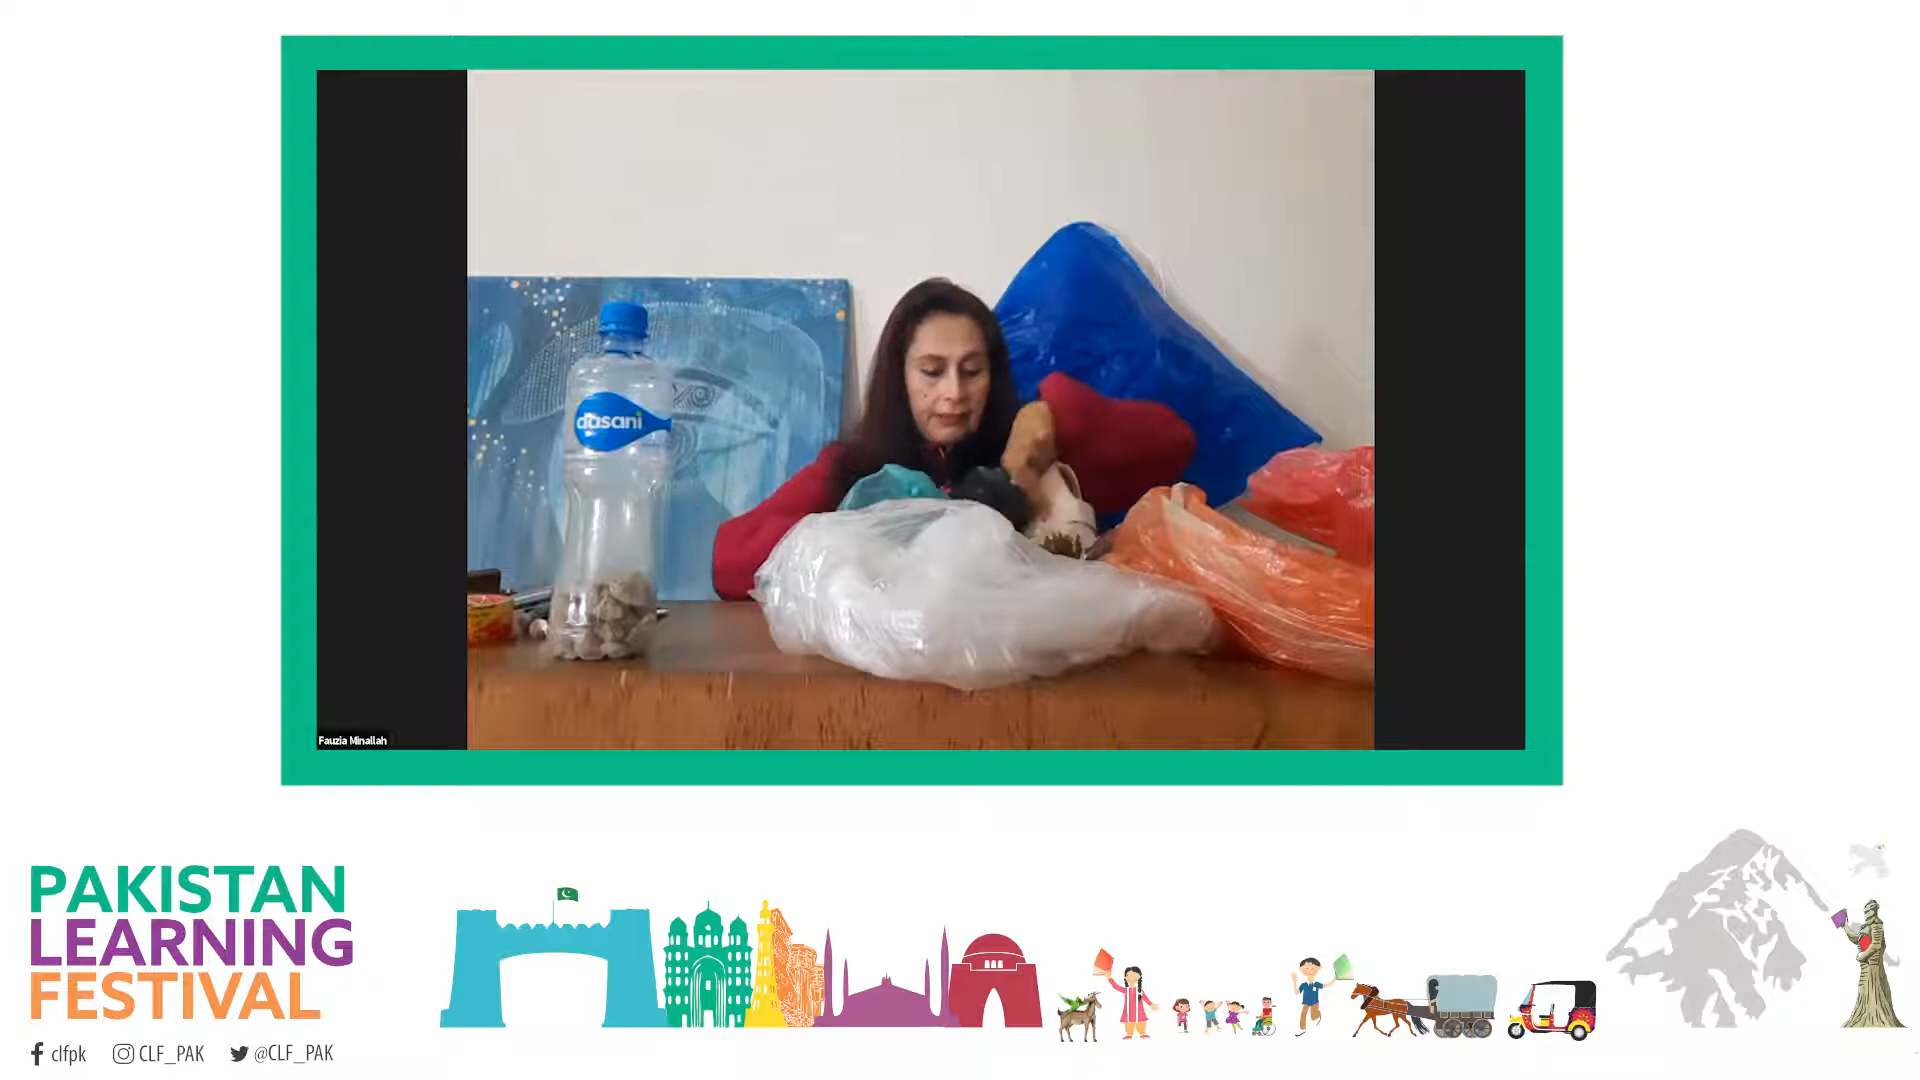 dasani
Fauzia Minallah
PAKISTAN
LEARNING
FESTIVAL
clfpk CLF_PAK @CLF_PAK